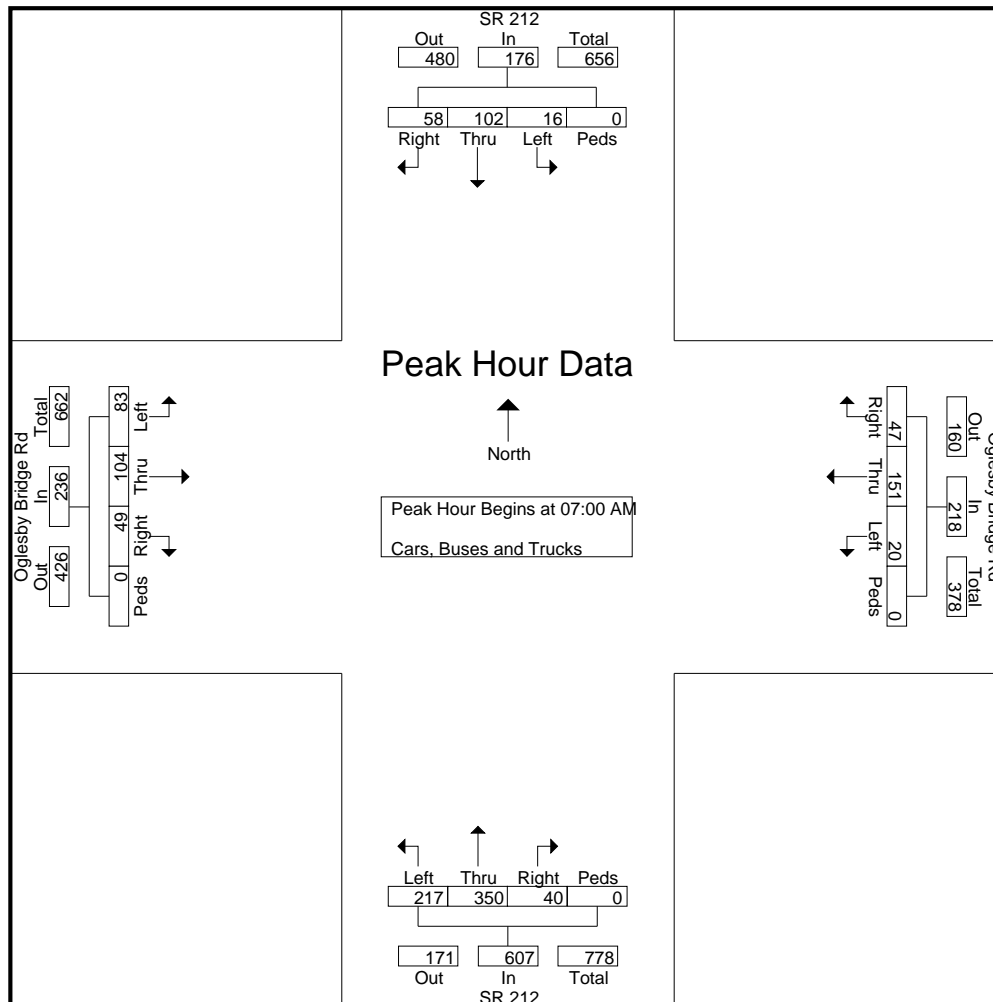 SR 212
Out In Total
480 176 656
58 102 16 0
Right Thru Left Peds
Peak Hour Data
North
Peak Hour Begins at 07:00 AM
Cars, Buses and Trucks
Oglesby Bridge Rd
Total In Out
662 236 426
83 104 49 0
Left Thru Right Peds
Oglesby Bridge Rd
Out In Total
160 218 378
47 151 20 0
Right Thru Left Peds
Left Thru Right Peds
217 350 40 0
171 607 778
Out In Total
SR 212